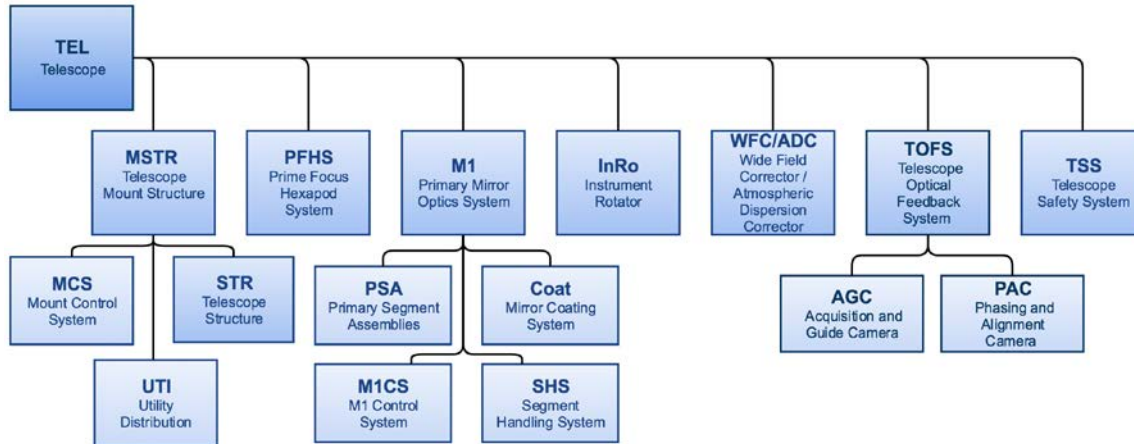 TEL
Telescope
MSTR
Telescope
Mount Structure
PFHS
Prime Focus
Hexapod
System
M1
Primary Mirror
Optics System
InRo
Instrument
Rotator
WFC/ADC
Wide Field
Corrector /
Atmospheric
Dispersion
Corrector
TOFS
Telescope
Optical
Feedback
System
TSS
Telescope
Safety System
MCS
Mount Control
System
STR
Telescope
Structure
PSA
Primary Segment
Assemblies
Coat
Mirror Coating
System
AGC
Acquisition and
Guide Camera
PAC
Phasing and
Alignment
Camera
UTI
Utility
Distribution
M1CS
M1 Control
System
SHS
Segment
Handling System